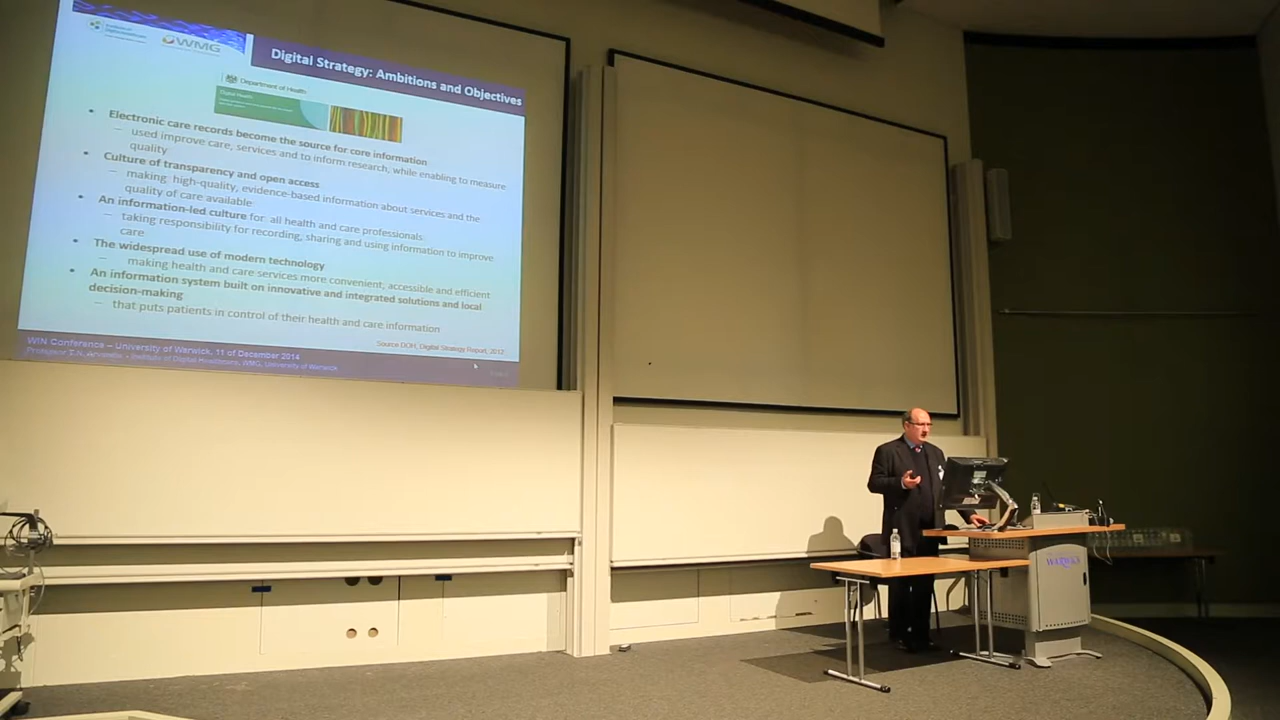 WMG
Digital Strategy: Ambitions and Objectives
Department of Health
Digital Health
• Electronic care records become the source for core information
– used improve care, services and to inform research, while enabling to measure
quality
• Culture of transparency and open access
– making high-quality, evidence-based information about services and the
quality of care available
• An information-led culture for all health and care professionals
– taking responsibility for recording, sharing and using information to improve
care
• The widespread use of modern technology
– making health and care services more convenient, accessible and efficient
• An information system built on innovative and integrated solutions and local
decision-making
– that puts patients in control of their health and care information
Source DOH, Digital Strategy Report, 2012
WIN Conference – University of Warwick, 11 of December 2014
Professor T.N. Arvanitis – Institute of Digital Healthcare, WMG, University of Warwick
WARWICK